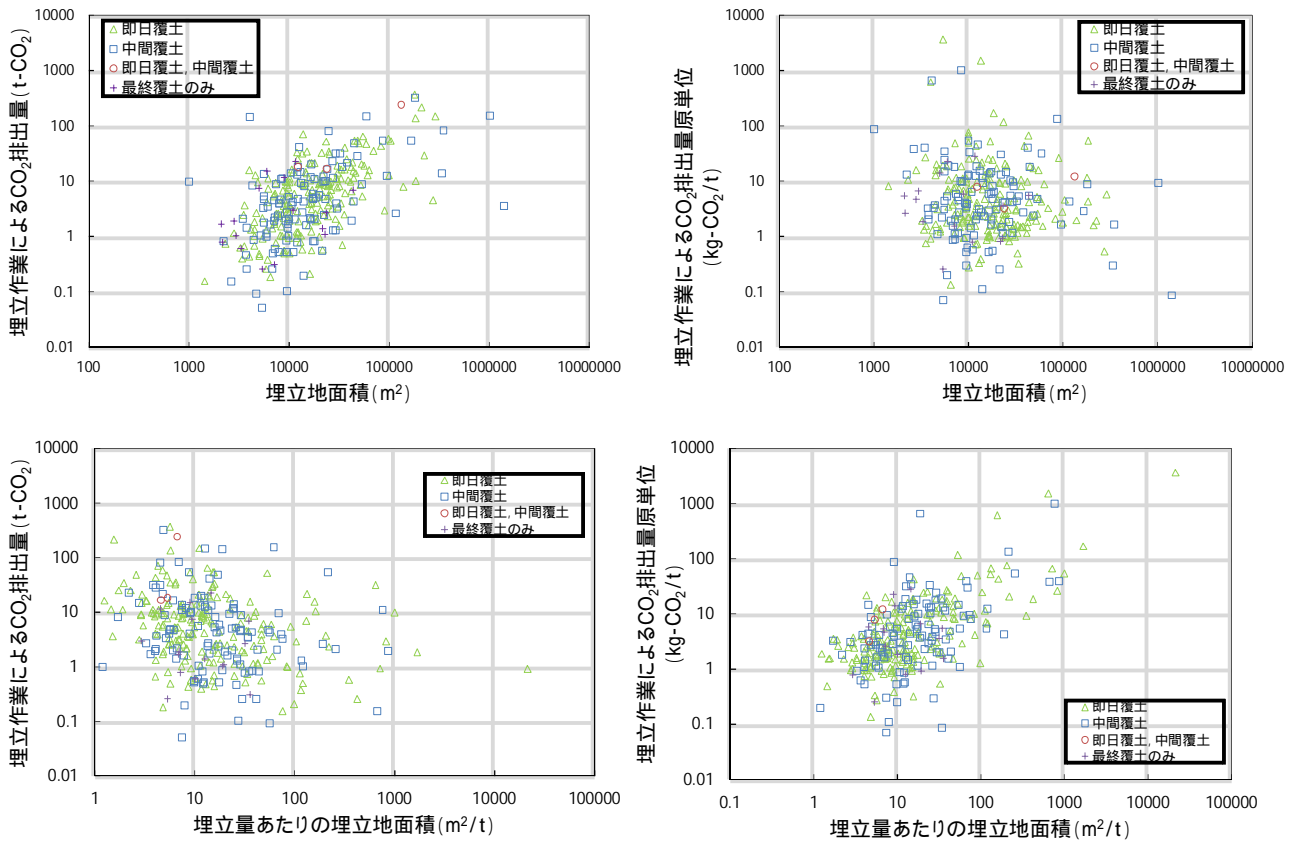 埋立作業によるCO2排出量(t-CO2)
10000
1000
100
10
1
0.1
0.01
即日覆土
中間覆土
即日覆土, 中間覆土
最終覆土のみ
100
1000
10000
100000
1000000
10000000
埋立地面積(m2)
埋立作業によるCO2排出量原単位
(kg-CO2/t)
10000
1000
100
10
1
0.1
0.01
即日覆土
中間覆土
即日覆土, 中間覆土
最終覆土のみ
100
1000
10000
100000
1000000
10000000
埋立地面積(m2)
埋立作業によるCO2排出量(t-CO2)
10000
1000
100
10
1
0.1
0.01
即日覆土
中間覆土
即日覆土, 中間覆土
最終覆土のみ
1
10
100
1000
10000
100000
埋立量あたりの埋立地面積(m2/t)
埋立作業によるCO2排出量原単位
(kg-CO2/t)
10000
1000
100
10
1
0.1
0.01
即日覆土
中間覆土
即日覆土, 中間覆土
最終覆土のみ
0.1
1
10
100
1000
10000
100000
埋立量あたりの埋立地面積(m2/t)